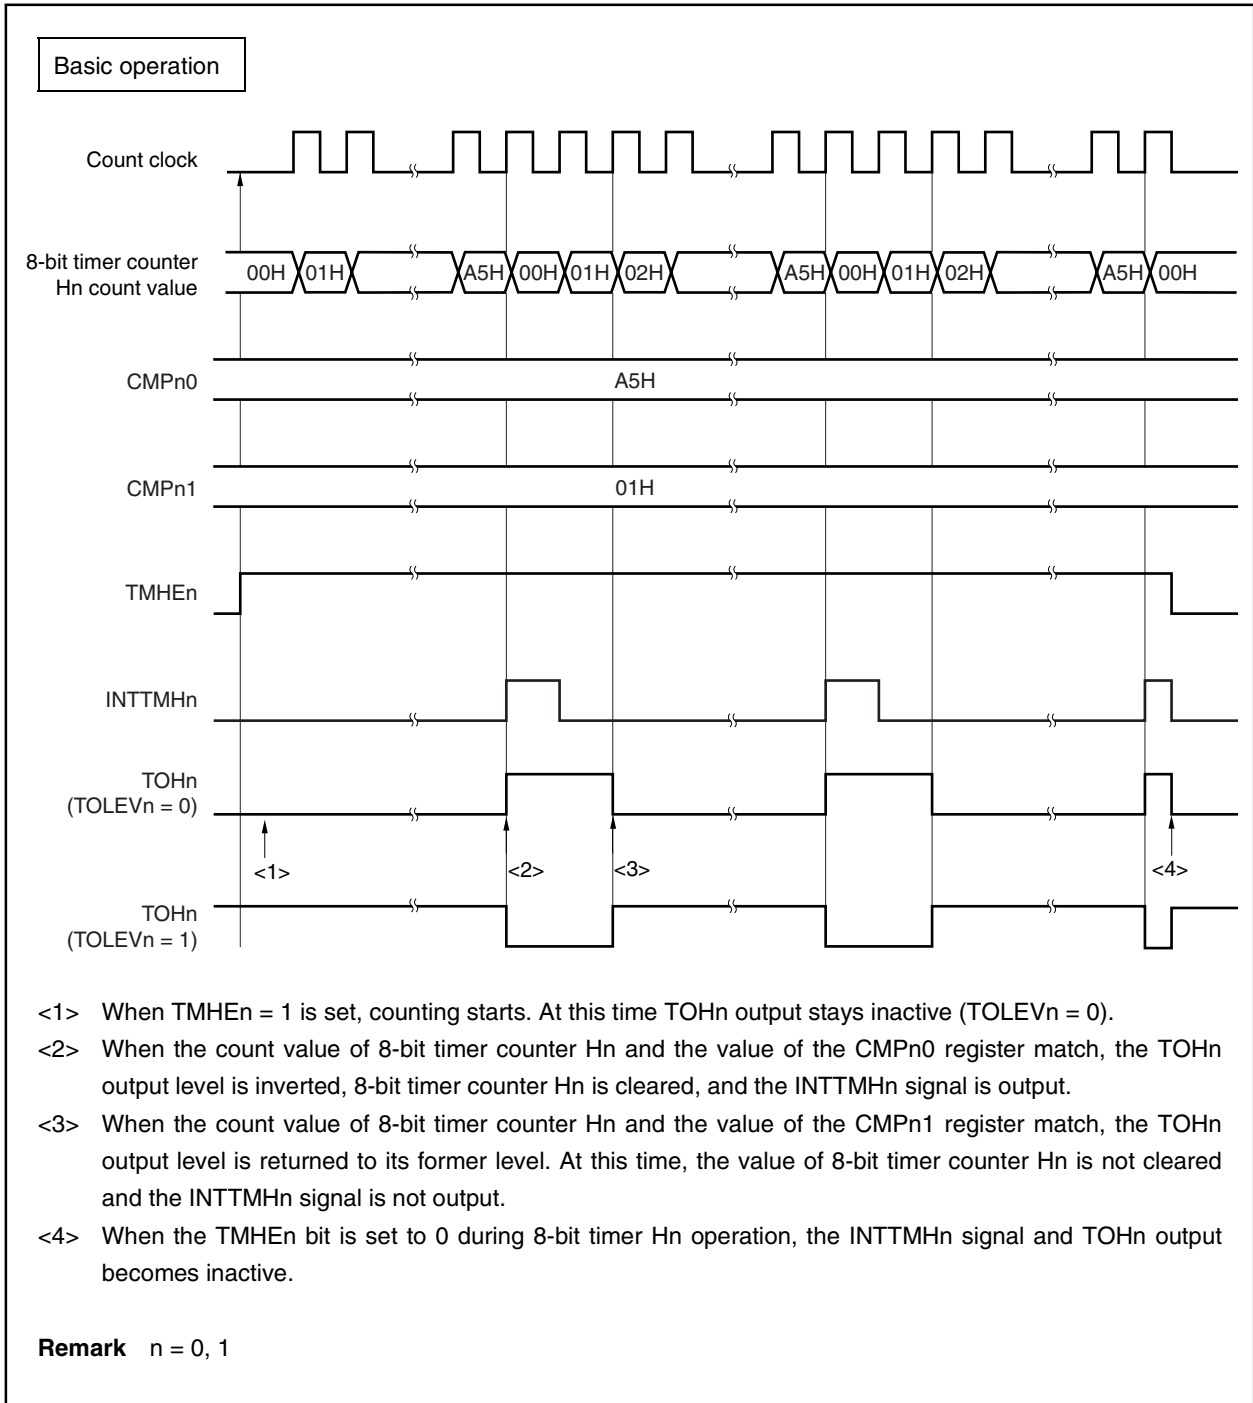 Basic operation
Count clock
8-bit timer counter
Hn count value
00H 01H A5H 00H 01H 02H A5H 00H 01H 02H A5H 00H
CMPn0
A5H
CMPn1
01H
TMHEn
INTTMHn
TOHn
(TOLEVn = 0)
<1> <2> <3> <4>
TOHn
(TOLEVn = 1)
<1> When TMHEn = 1 is set, counting starts. At this time TOHn output stays inactive (TOLEVn = 0).
<2> When the count value of 8-bit timer counter Hn and the value of the CMPn0 register match, the TOHn
output level is inverted, 8-bit timer counter Hn is cleared, and the INTTMHn signal is output.
<3> When the count value of 8-bit timer counter Hn and the value of the CMPn1 register match, the TOHn
output level is returned to its former level. At this time, the value of 8-bit timer counter Hn is not cleared
and the INTTMHn signal is not output.
<4> When the TMHEn bit is set to 0 during 8-bit timer Hn operation, the INTTMHn signal and TOHn output
becomes inactive.
Remark n = 0, 1